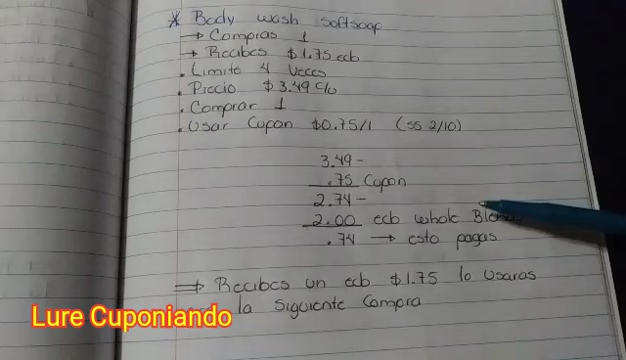 * Body wash softsoap
→ Compras 1
→ Recibes $1.75 ecb
. Limite 4 Veces
. Precio $3.49 c/u
. Comprar 1
. Usar Cupon $0.75/1 (SS 2/10)
3.49 -
.75 Cupon
2.74 -
2.00 ecb whole
.74 → esto pagas
⇒ Recibes un ecb $1.75 lo Usaras
la siguiente Compra
Lure Cuponiando